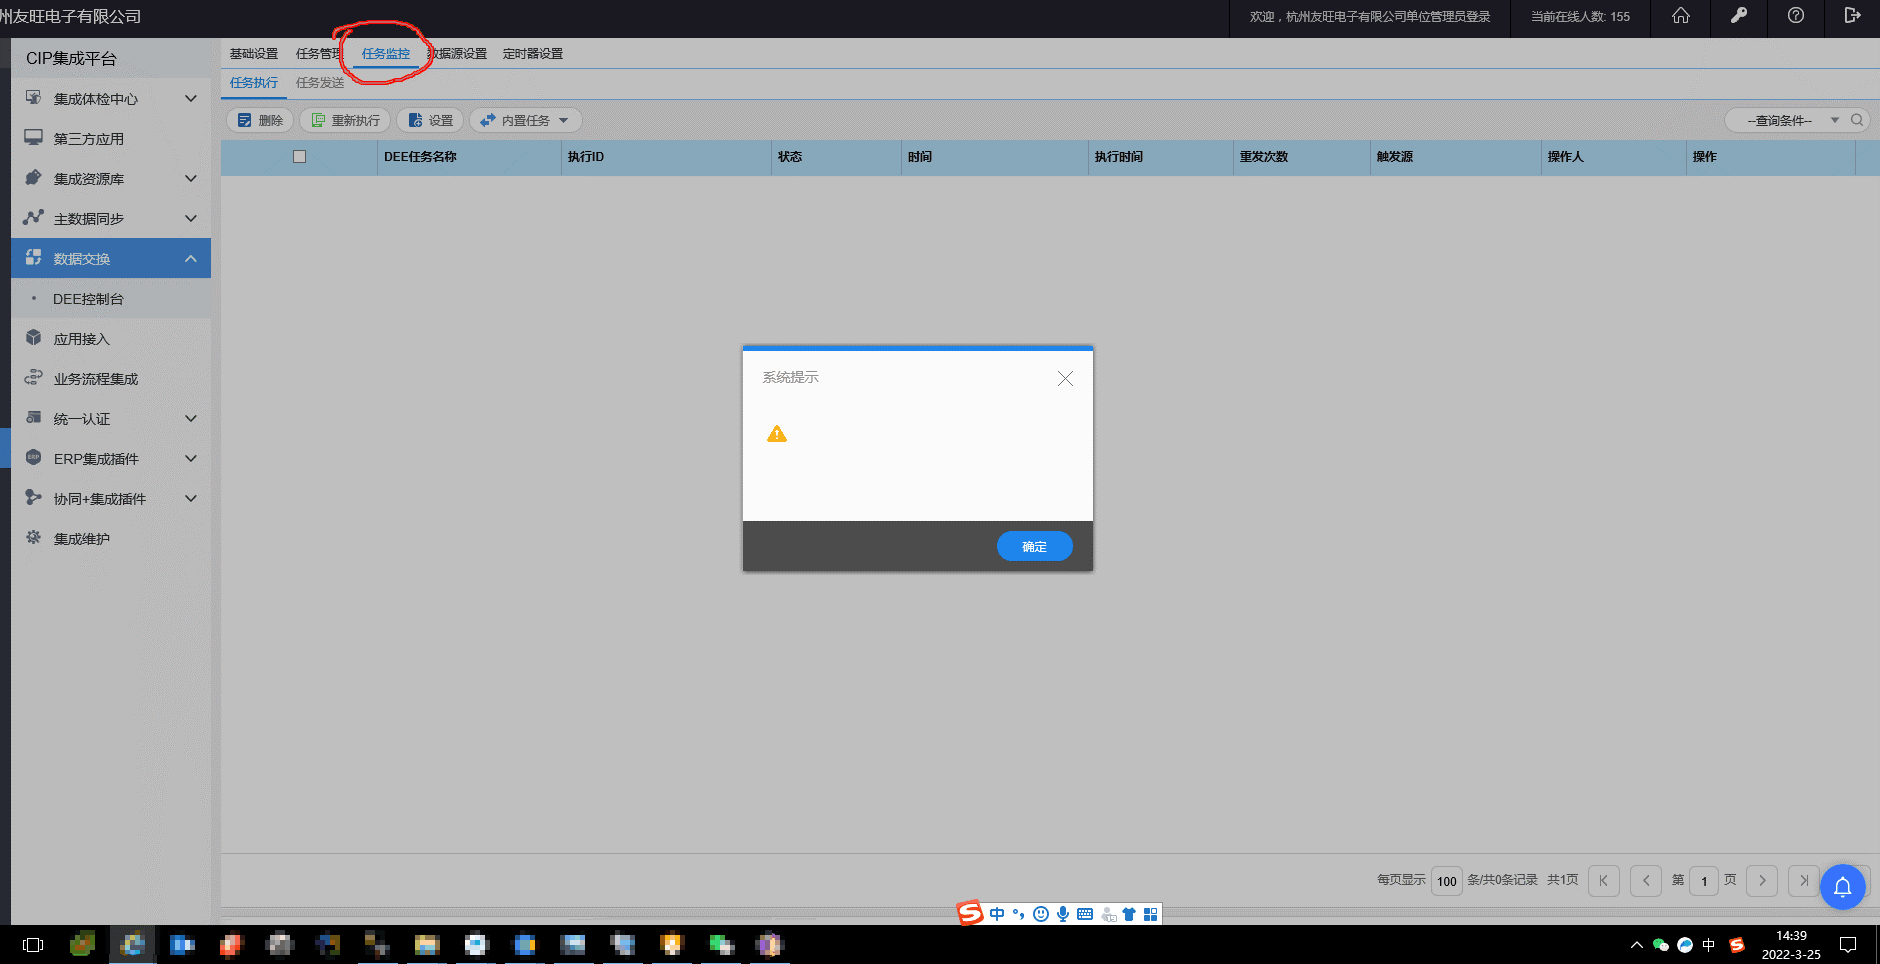 州友旺电子有限公司
欢迎，杭州友旺电子有限公司单位管理员登录
当前在线人数: 155
CIP集成平台
集成体检中心
第三方应用
集成资源库
主数据同步
数据交换
DEE控制台
应用接入
业务流程集成
统一认证
ERP集成插件
协同+集成插件
集成维护
基础设置 任务管理 任务监控 数据源设置 定时器设置
任务执行 任务发送
删除 重新执行 设置 内置任务
--查询条件--
DEE任务名称 执行ID 状态 时间 执行时间 重发次数 触发源 操作人 操作
系统提示
确定
每页显示 100 条/共0条记录 共1页 第 1 页
中
中
14:39
2022-3-25